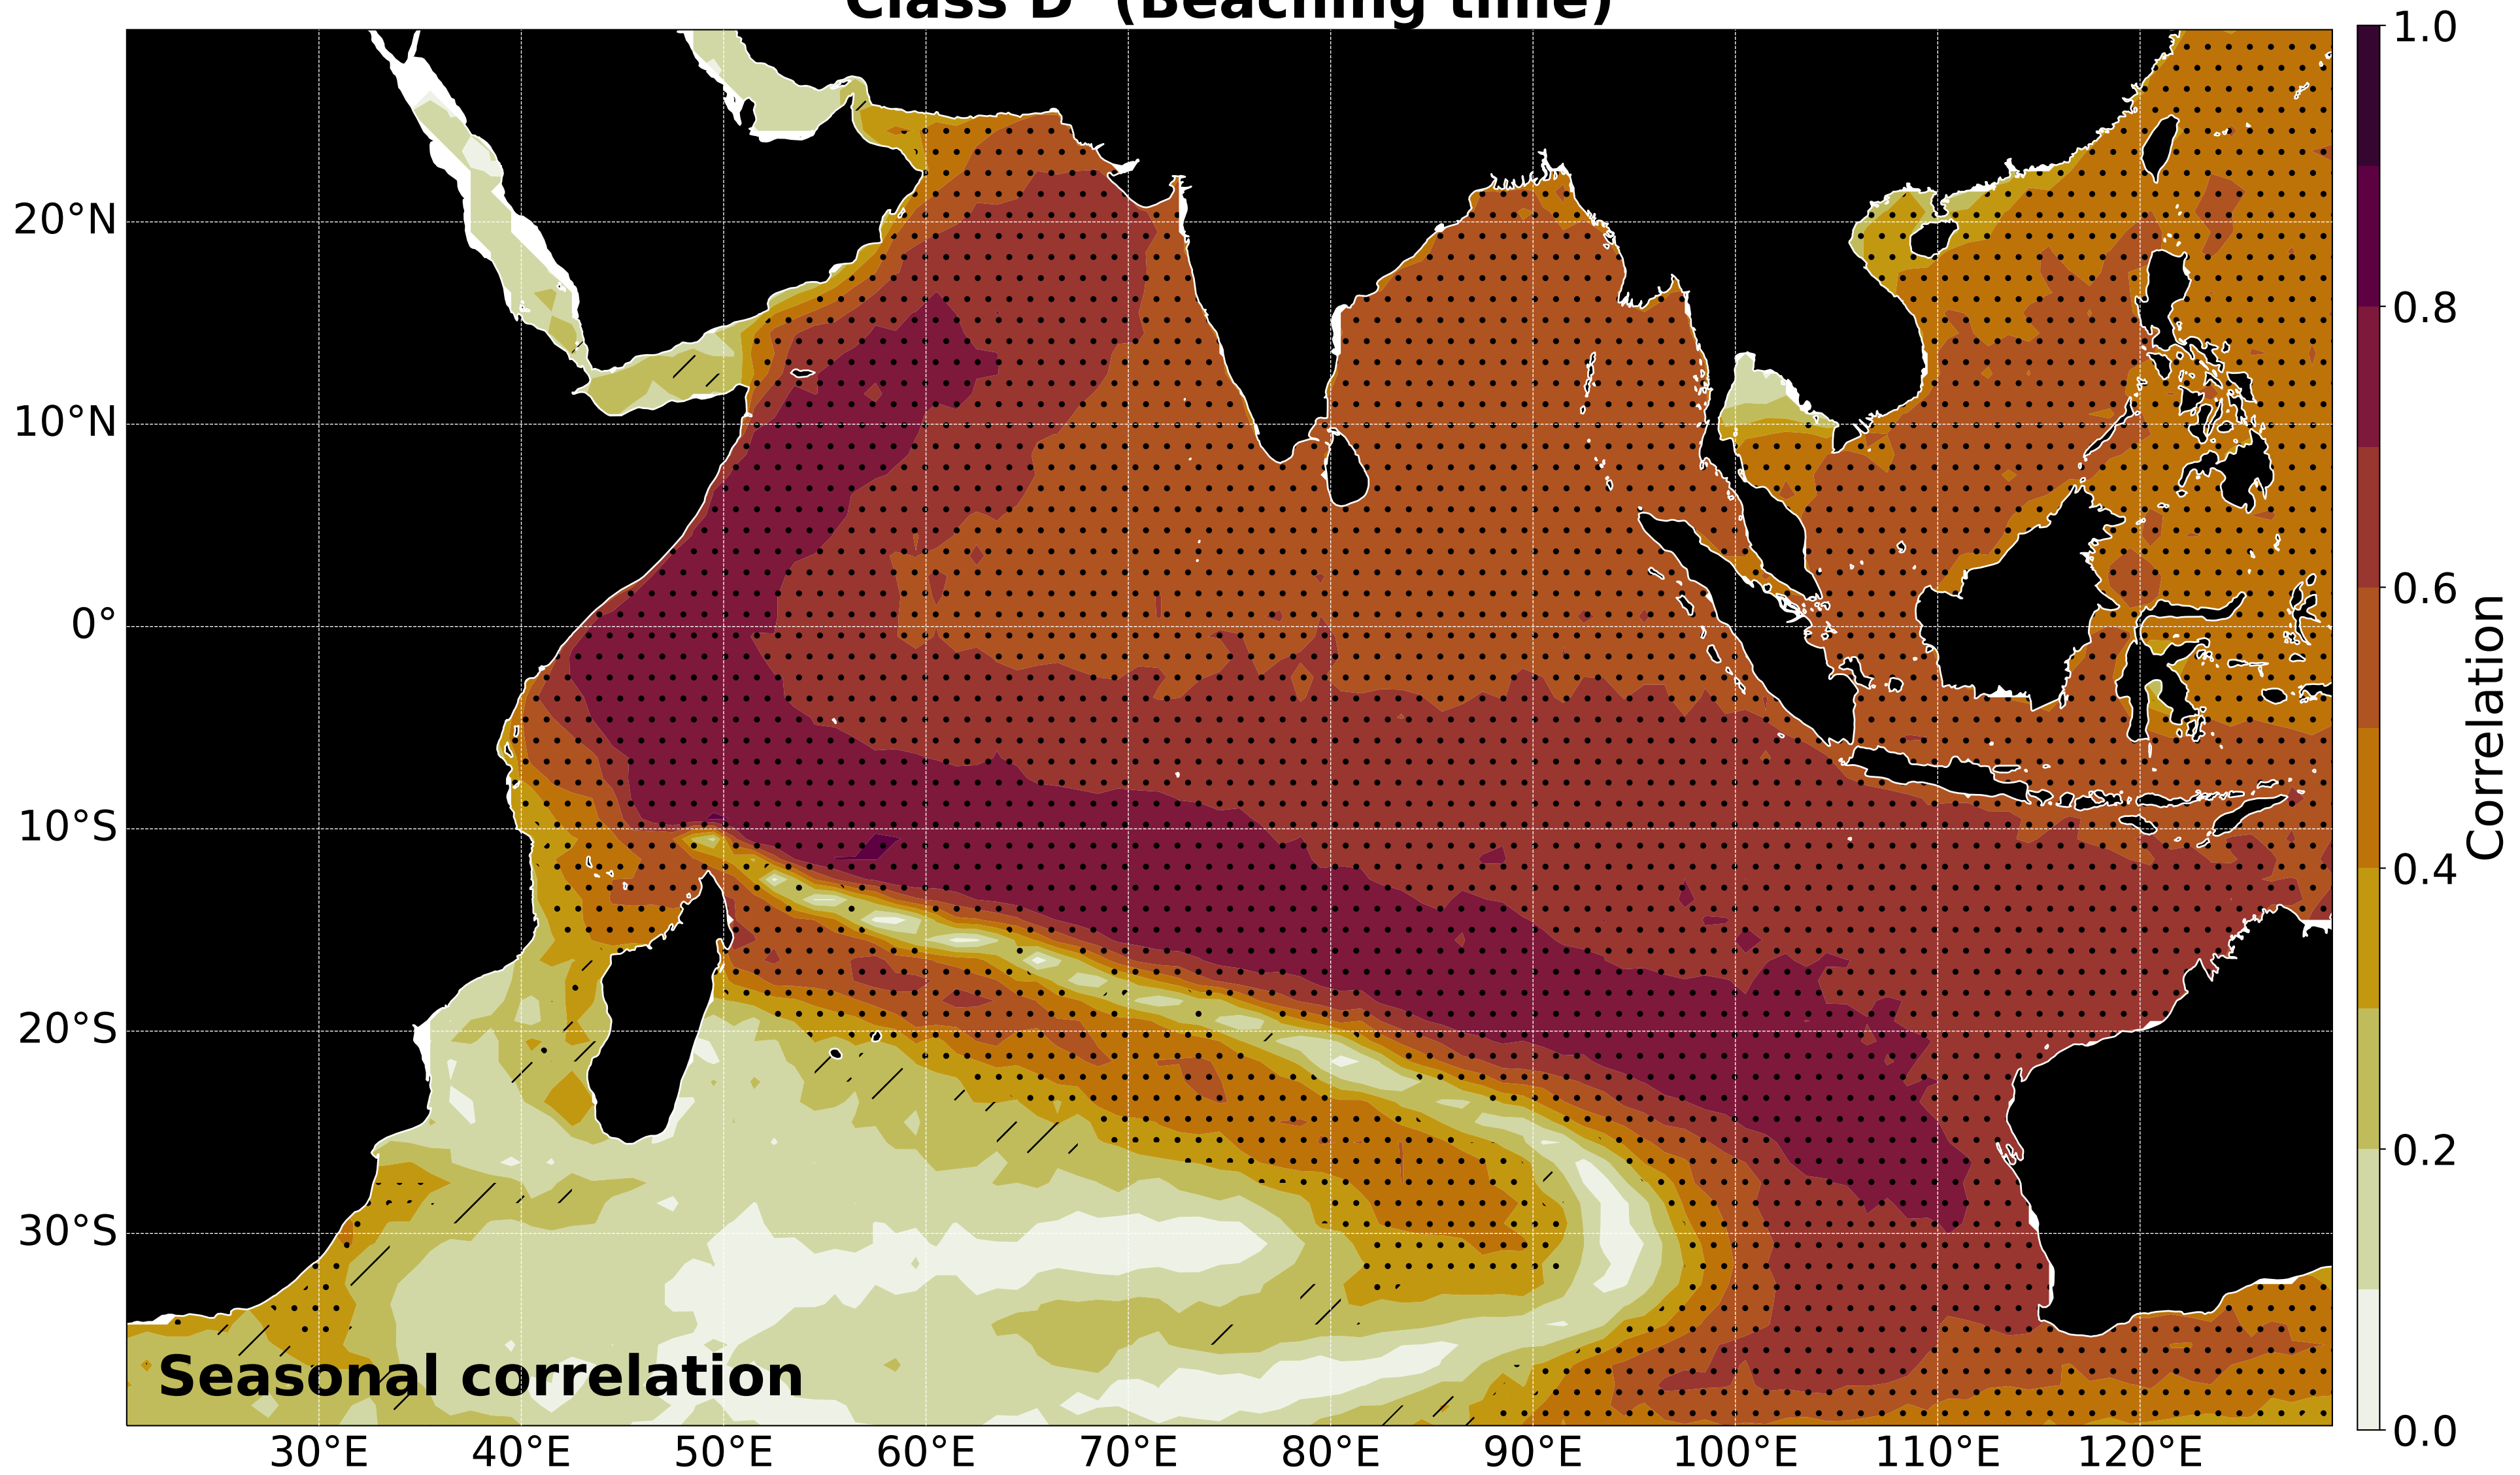 Class D (Beaching time)
1.0
0.8
0.6
0.4
0.2
0.0
Correlation
20°N
10°N
0°
10°S
20°S
30°S
Seasonal correlation
30°E 40°E 50°E 60°E 70°E 80°E 90°E 100°E 110°E 120°E